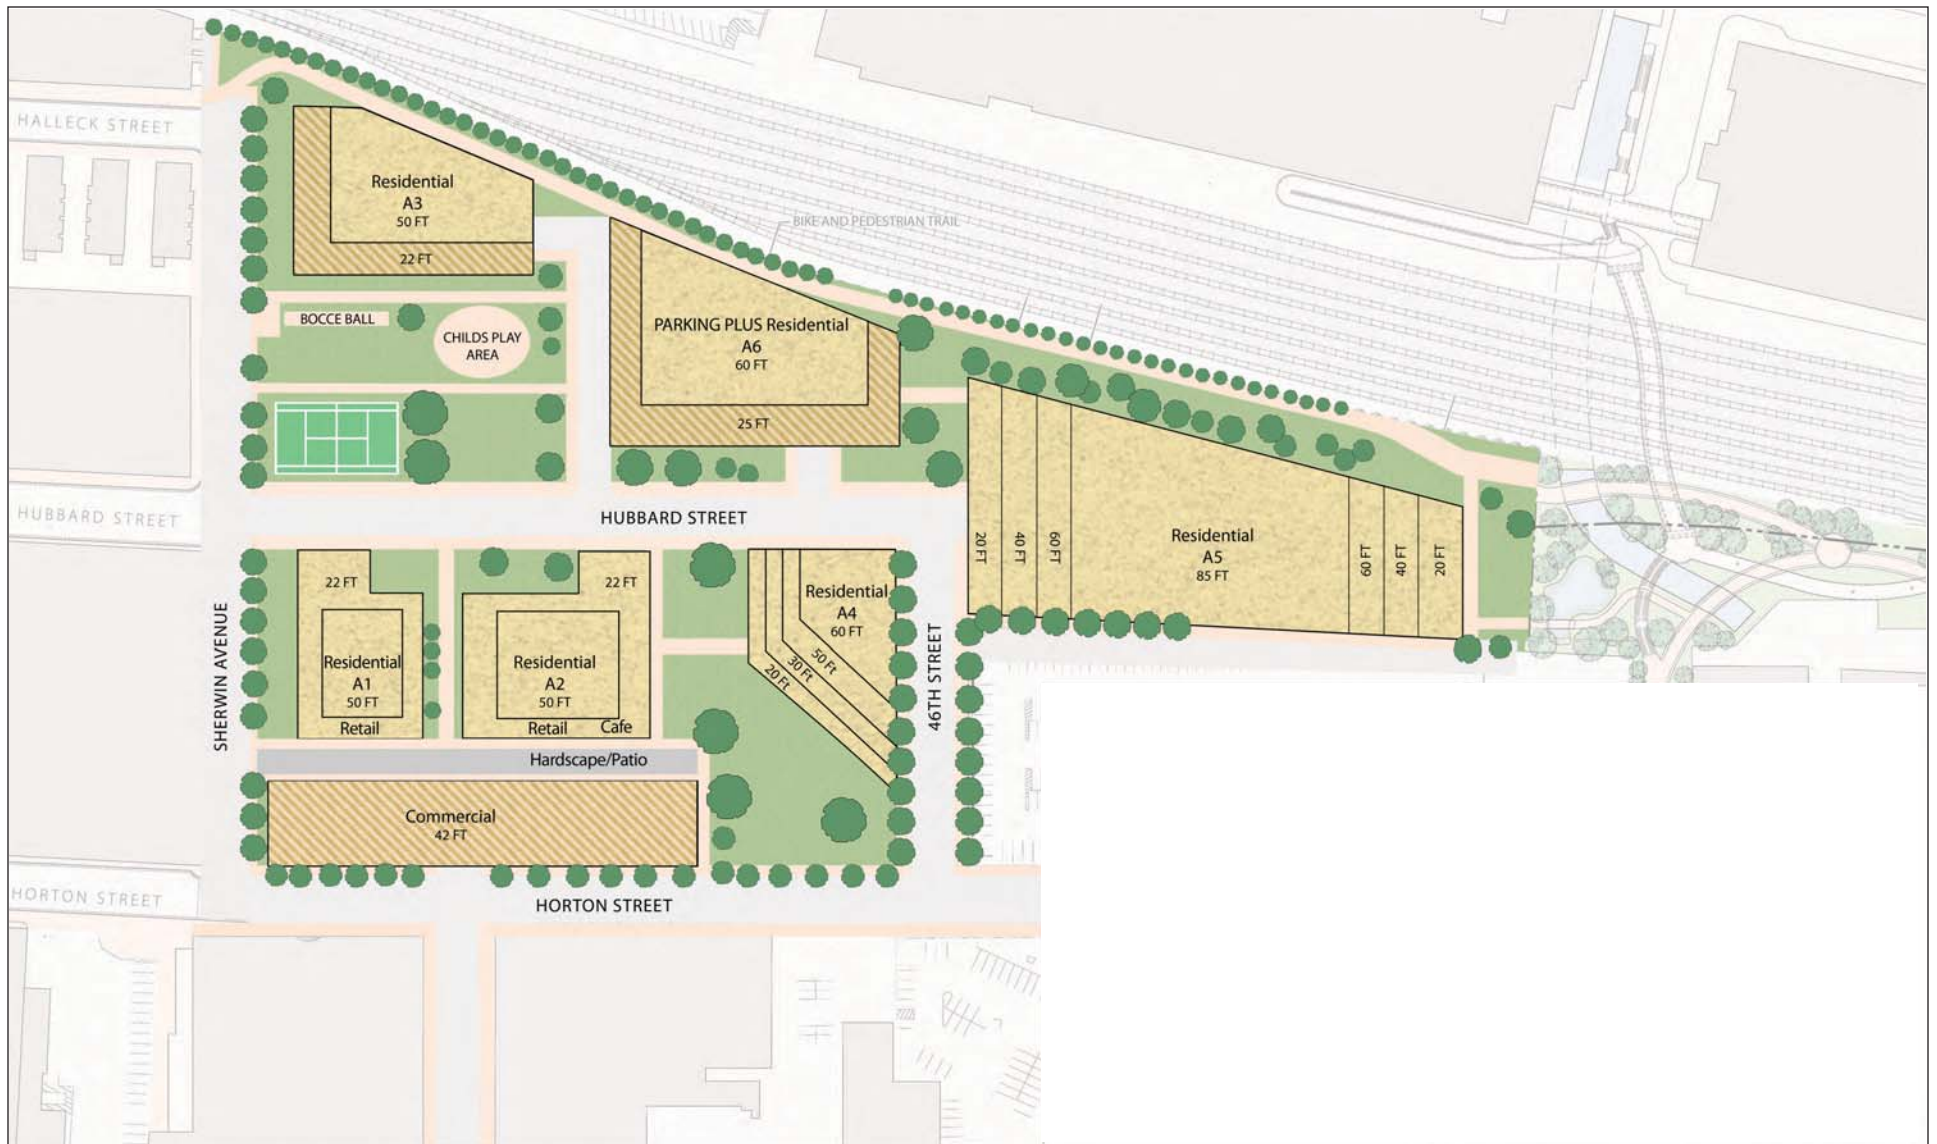 HALLECK STREET
Residential
A3
50 FT
22 FT
BIKE AND PEDESTRIAN TRAIL
BOCCE BALL
CHILDS PLAY
AREA
PARKING PLUS Residential
A6
60 FT
25 FT
HUBBARD STREET
HUBBARD STREET
20 FT
40 FT
60 FT
Residential
A5
85 FT
60 FT
40 FT
20 FT
22 FT
22 FT
Residential
A4
60 FT
50 Ft
30 Ft
20 Ft
SHERWIN AVENUE
46TH STREET
Residential
A1
50 FT
Retail
Residential
A2
50 FT
Retail
Cafe
Hardscape/Patio
Commercial
42 FT
HORTON STREET
HORTON STREET